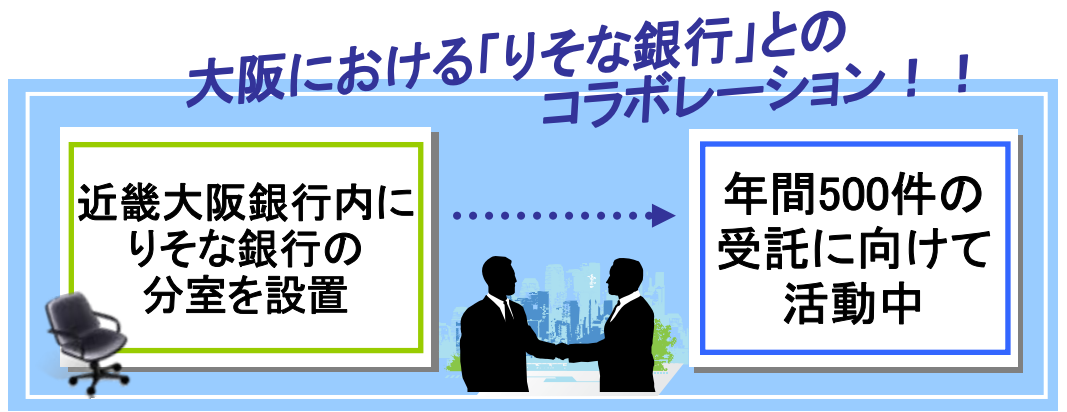 大阪における「りそな銀行」との
コラボレーション！！
近畿大阪銀行内に
りそな銀行の
分室を設置
年間500件の
受託に向けて
活動中